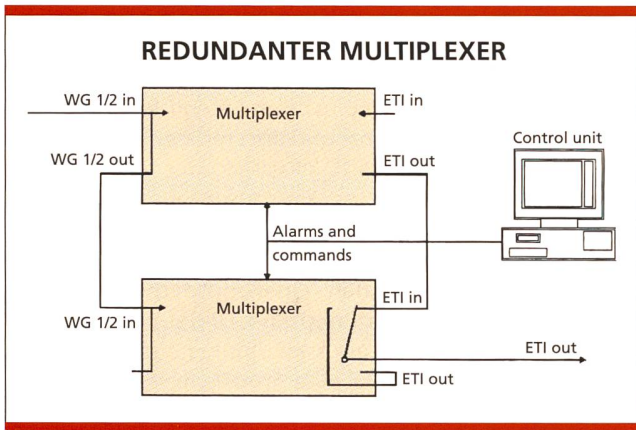 REDUNDANTER MULTIPLEXER
WG 1/2 in
Multiplexer
ETI in
Control unit
WG 1/2 out
ETI out
Alarms and
commands
Multiplexer
ETI in
WG 1/2 in
ETI out
ETI out